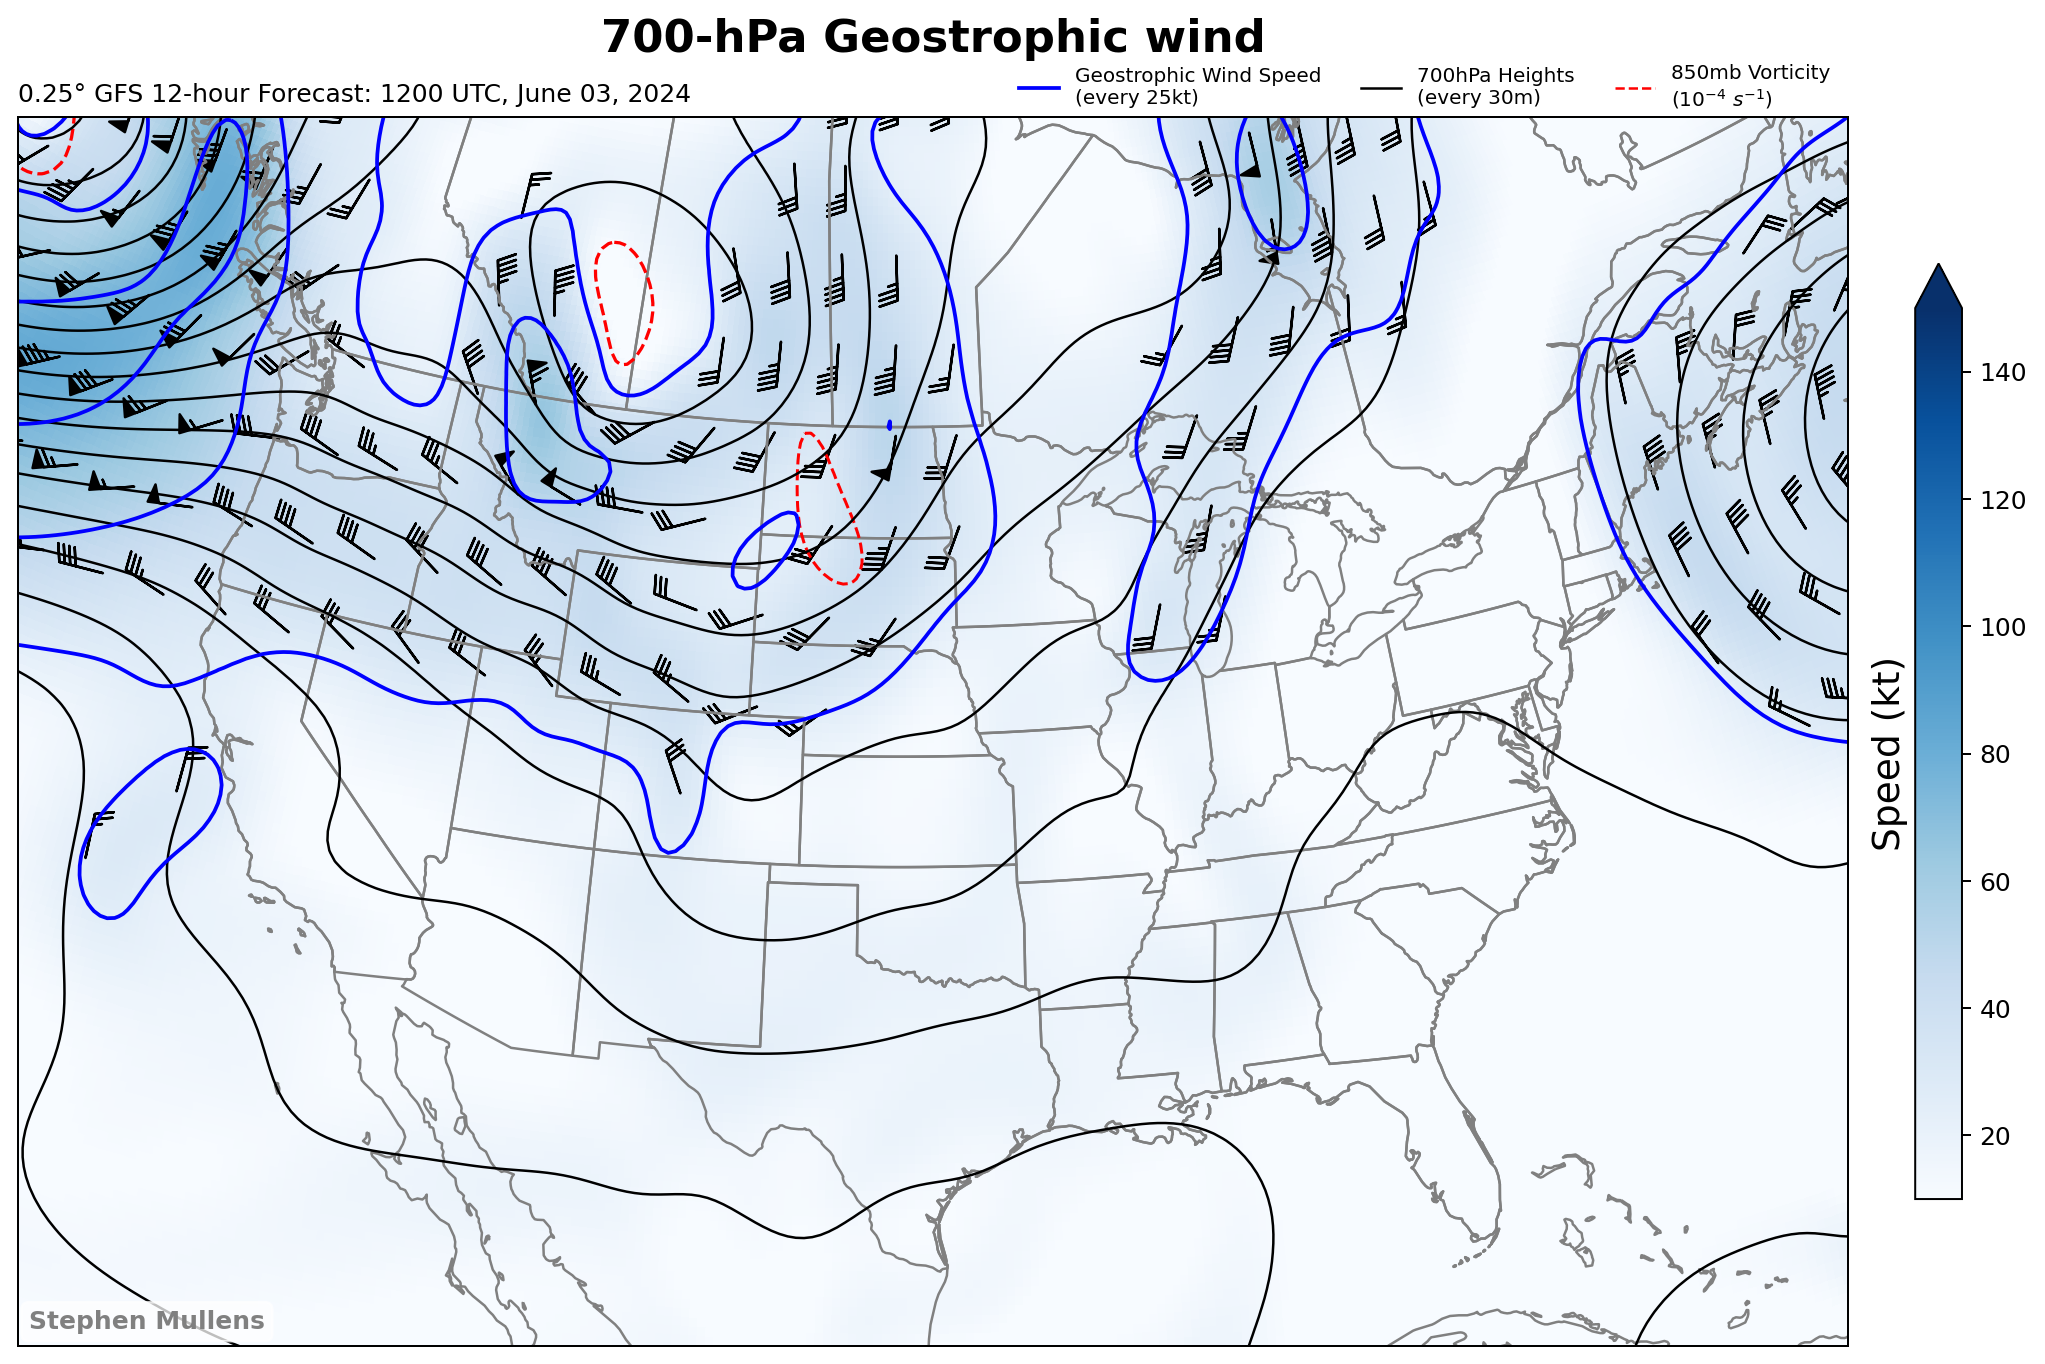 700-hPa Geostrophic wind
0.25° GFS 12-hour Forecast: 1200 UTC, June 03, 2024
Geostrophic Wind Speed
(every 25kt)
700hPa Heights
(every 30m)
850mb Vorticity
(10⁻⁴ s⁻¹)
140
120
100
80
60
40
20
Speed (kt)
Stephen Mullens